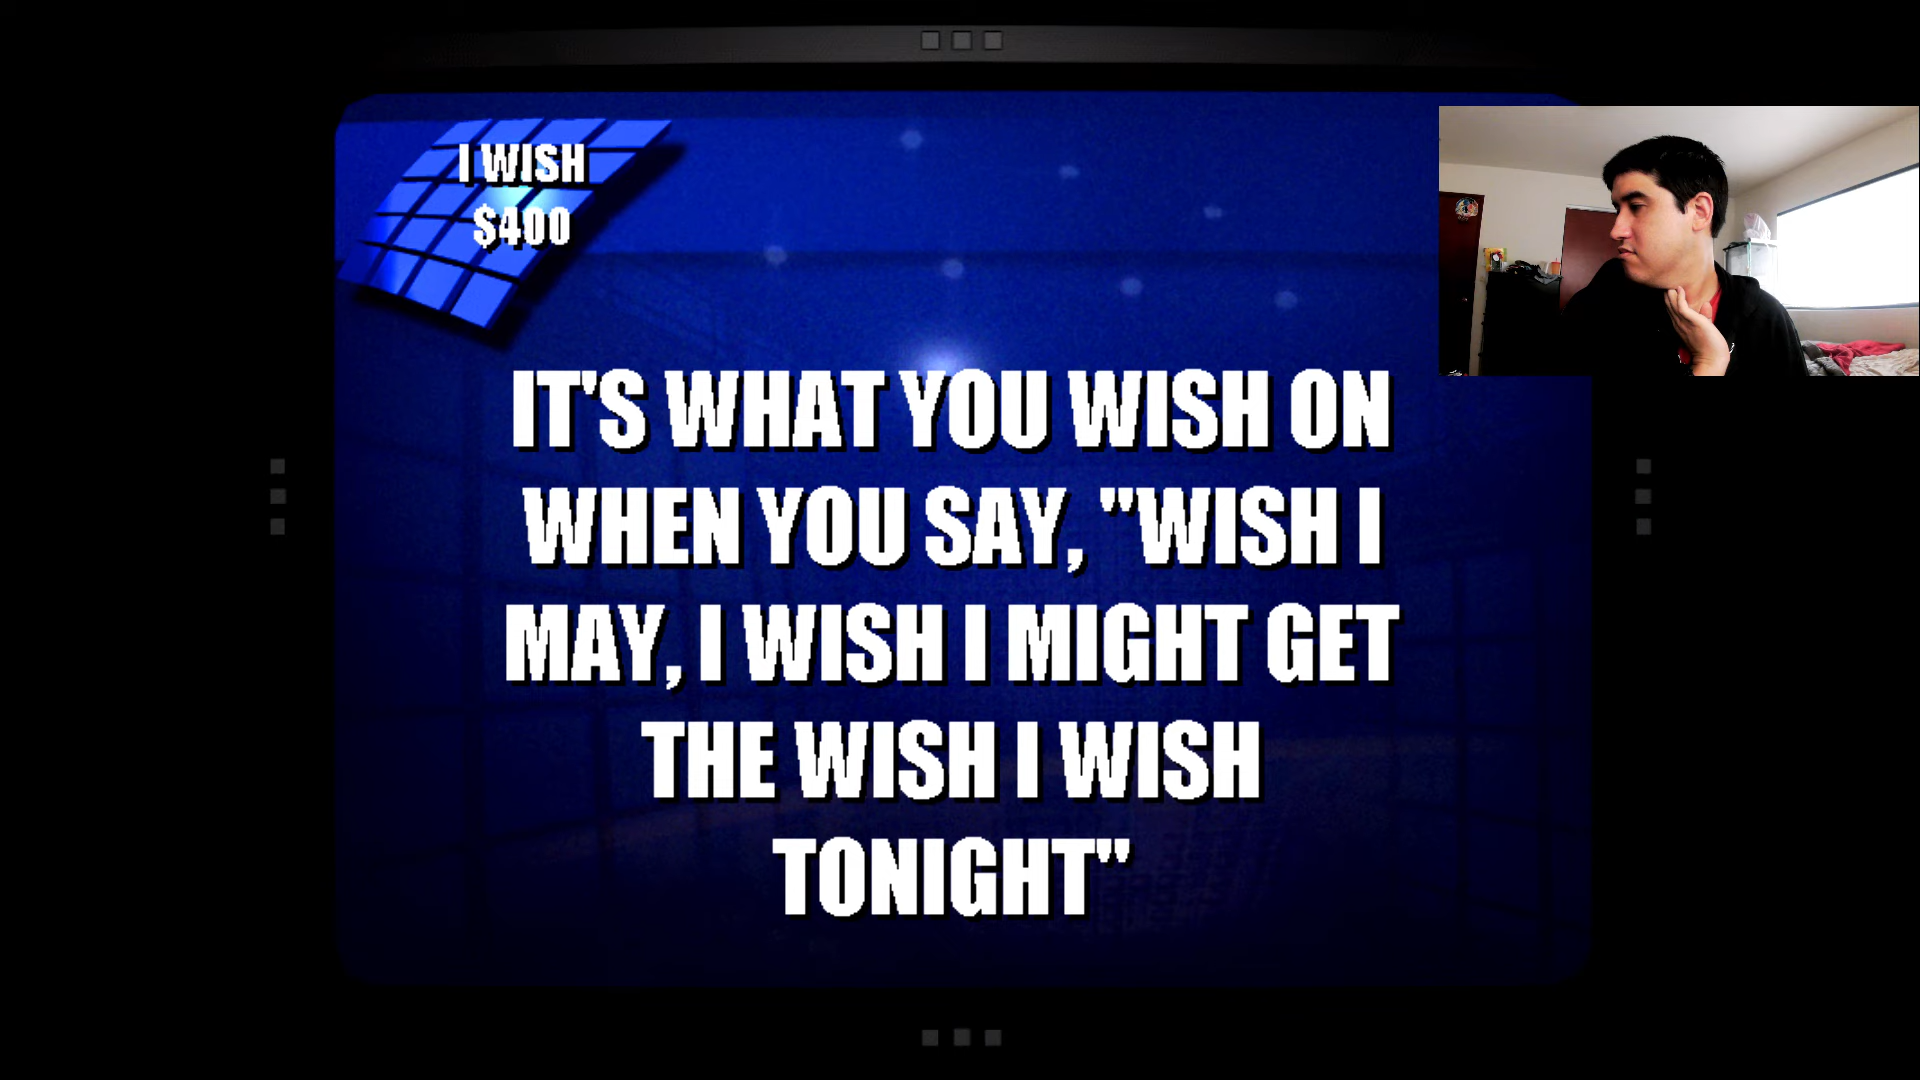 I WISH
$400
IT'S WHAT YOU WISH ON
WHEN YOU SAY, "WISH I
MAY, I WISH I MIGHT GET
THE WISH I WISH
TONIGHT"